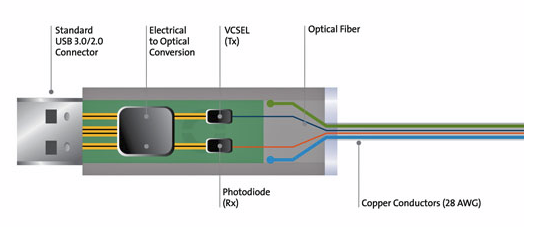 Standard
USB 3.0/2.0
Connector
Electrical
to Optical
Conversion
VCSEL
(Tx)
Optical Fiber
Photodiode
(Rx)
Copper Conductors (28 AWG)